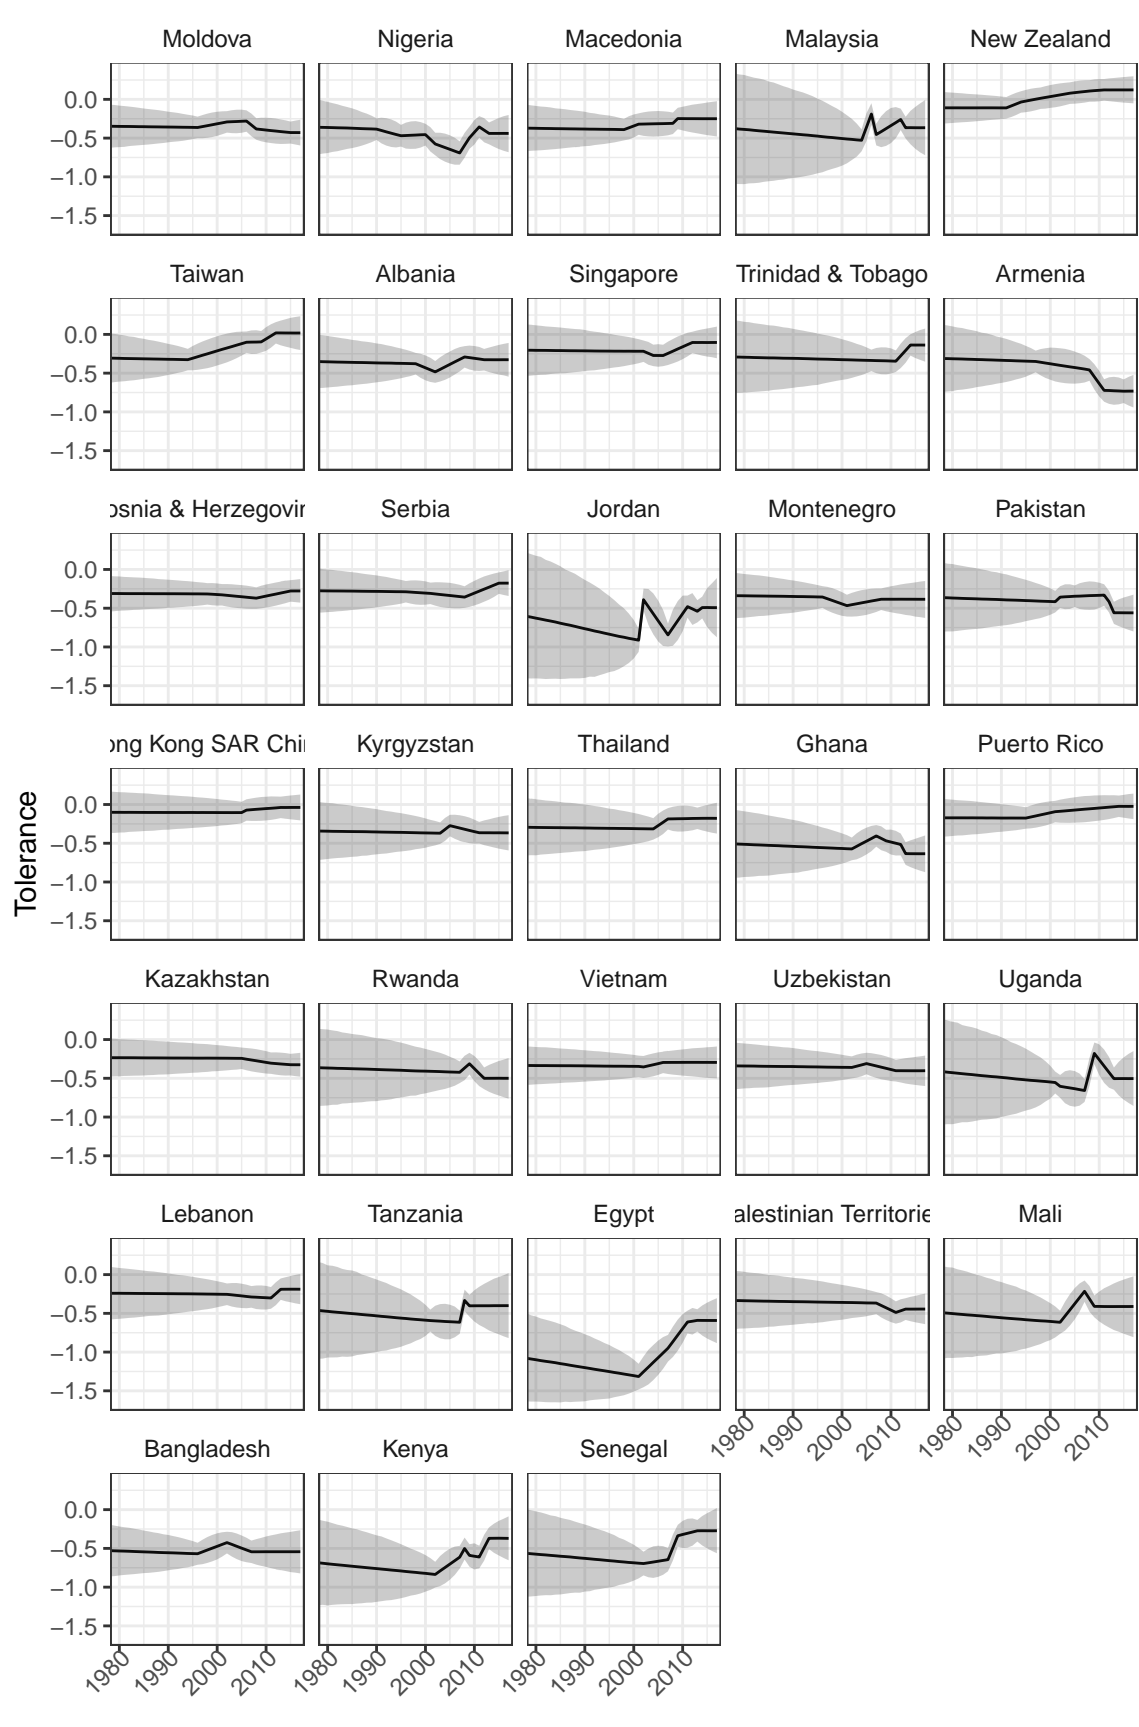 Moldova Nigeria Macedonia Malaysia New Zealand
0.0
−0.5
−1.0
−1.5
Taiwan Albania Singapore Trinidad & Tobago Armenia
0.0
−0.5
−1.0
−1.5
osnia & Herzegovin Serbia Jordan Montenegro Pakistan
0.0
−0.5
−1.0
−1.5
ong Kong SAR Chin Kyrgyzstan Thailand Ghana Puerto Rico
0.0
−0.5
−1.0
−1.5
Tolerance
Kazakhstan Rwanda Vietnam Uzbekistan Uganda
0.0
−0.5
−1.0
−1.5
Lebanon Tanzania Egypt alestinian Territorie Mali
0.0
−0.5
−1.0
−1.5
1980 1990 2000 2010 1980 1990 2000 2010
Bangladesh Kenya Senegal
0.0
−0.5
−1.0
−1.5
1980 1990 2000 2010 1980 1990 2000 2010 1980 1990 2000 2010